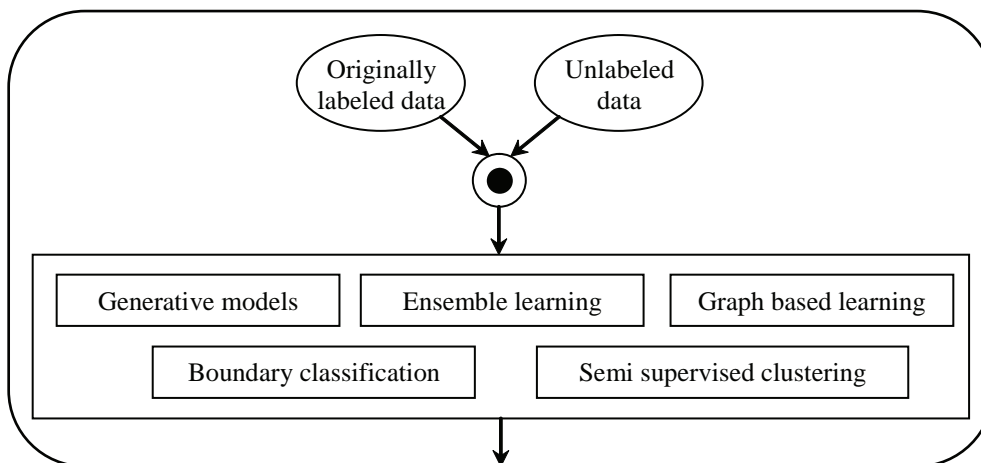 Originally
labeled data
Unlabeled
data
Generative models
Ensemble learning
Graph based learning
Boundary classification
Semi supervised clustering